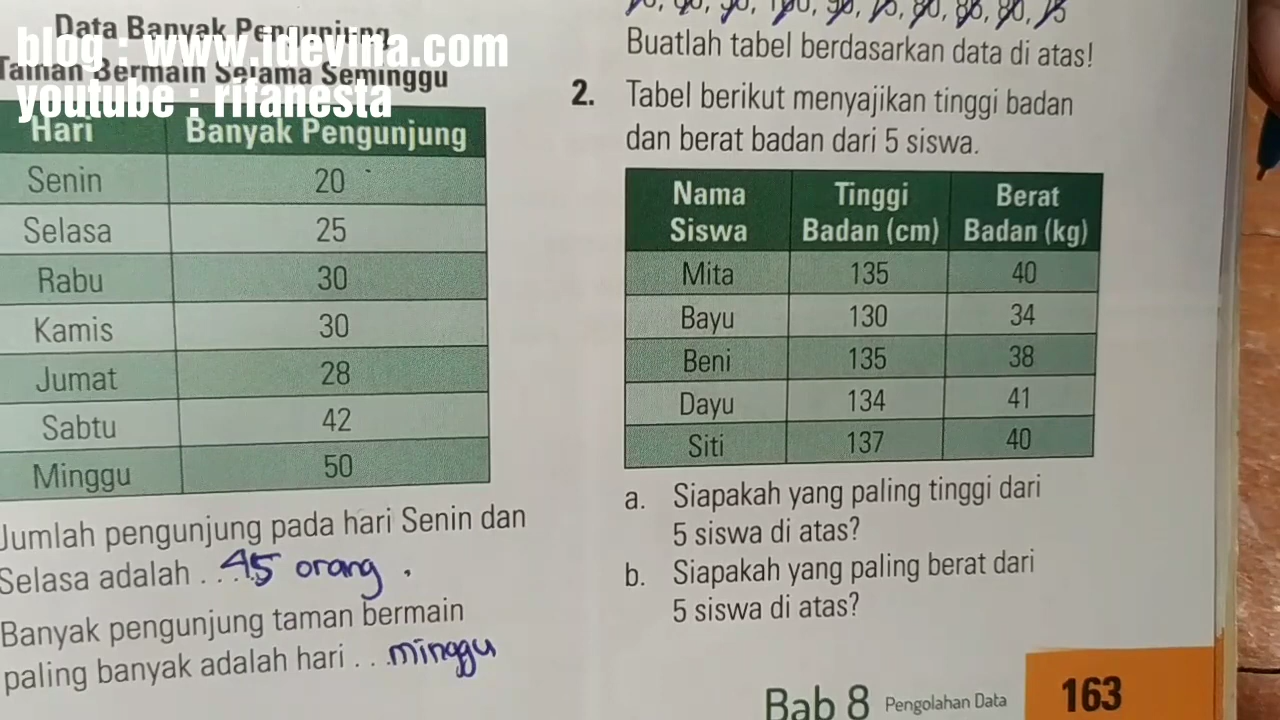 Data Banyak Pengunjung
Taman Bermain Selama Seminggu
blog : www.idevina.com
youtube : rifanesta
Hari Banyak Pengunjung
Senin 20
Selasa 25
Rabu 30
Kamis 30
Jumat 28
Sabtu 42
Minggu 50
Jumlah pengunjung pada hari Senin dan
Selasa adalah . . . 45 orang .
Banyak pengunjung taman bermain
paling banyak adalah hari . . . minggu
Buatlah tabel berdasarkan data di atas!
2. Tabel berikut menyajikan tinggi badan
dan berat badan dari 5 siswa.
Nama Tinggi Berat
Siswa Badan (cm) Badan (kg)
Mita 135 40
Bayu 130 34
Beni 135 38
Dayu 134 41
Siti 137 40
a. Siapakah yang paling tinggi dari
5 siswa di atas?
b. Siapakah yang paling berat dari
5 siswa di atas?
Bab 8 Pengolahan Data 163